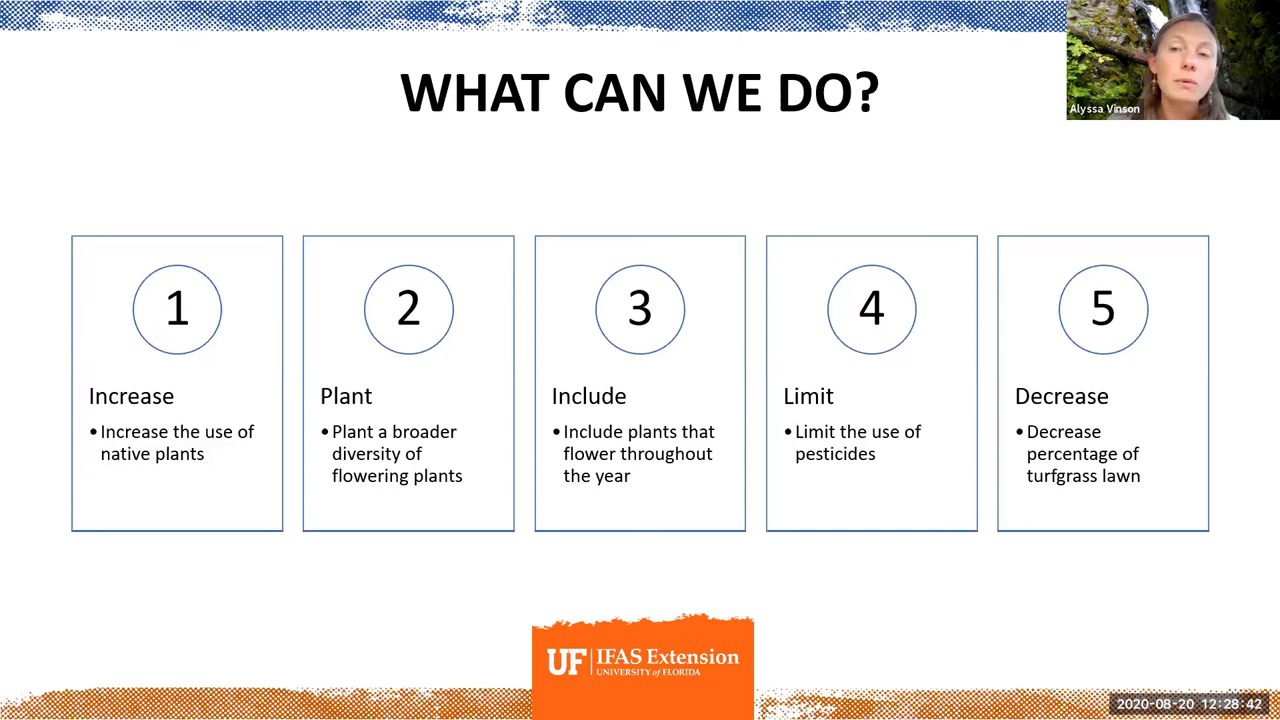 WHAT CAN WE DO?
Alyssa Vinson
1
Increase
•Increase the use of
native plants
2
Plant
•Plant a broader
diversity of
flowering plants
3
Include
•Include plants that
flower throughout
the year
4
Limit
•Limit the use of
pesticides
5
Decrease
•Decrease
percentage of
turfgrass lawn
UF IFAS Extension
UNIVERSITY of FLORIDA
2020-08-20 12:28:42